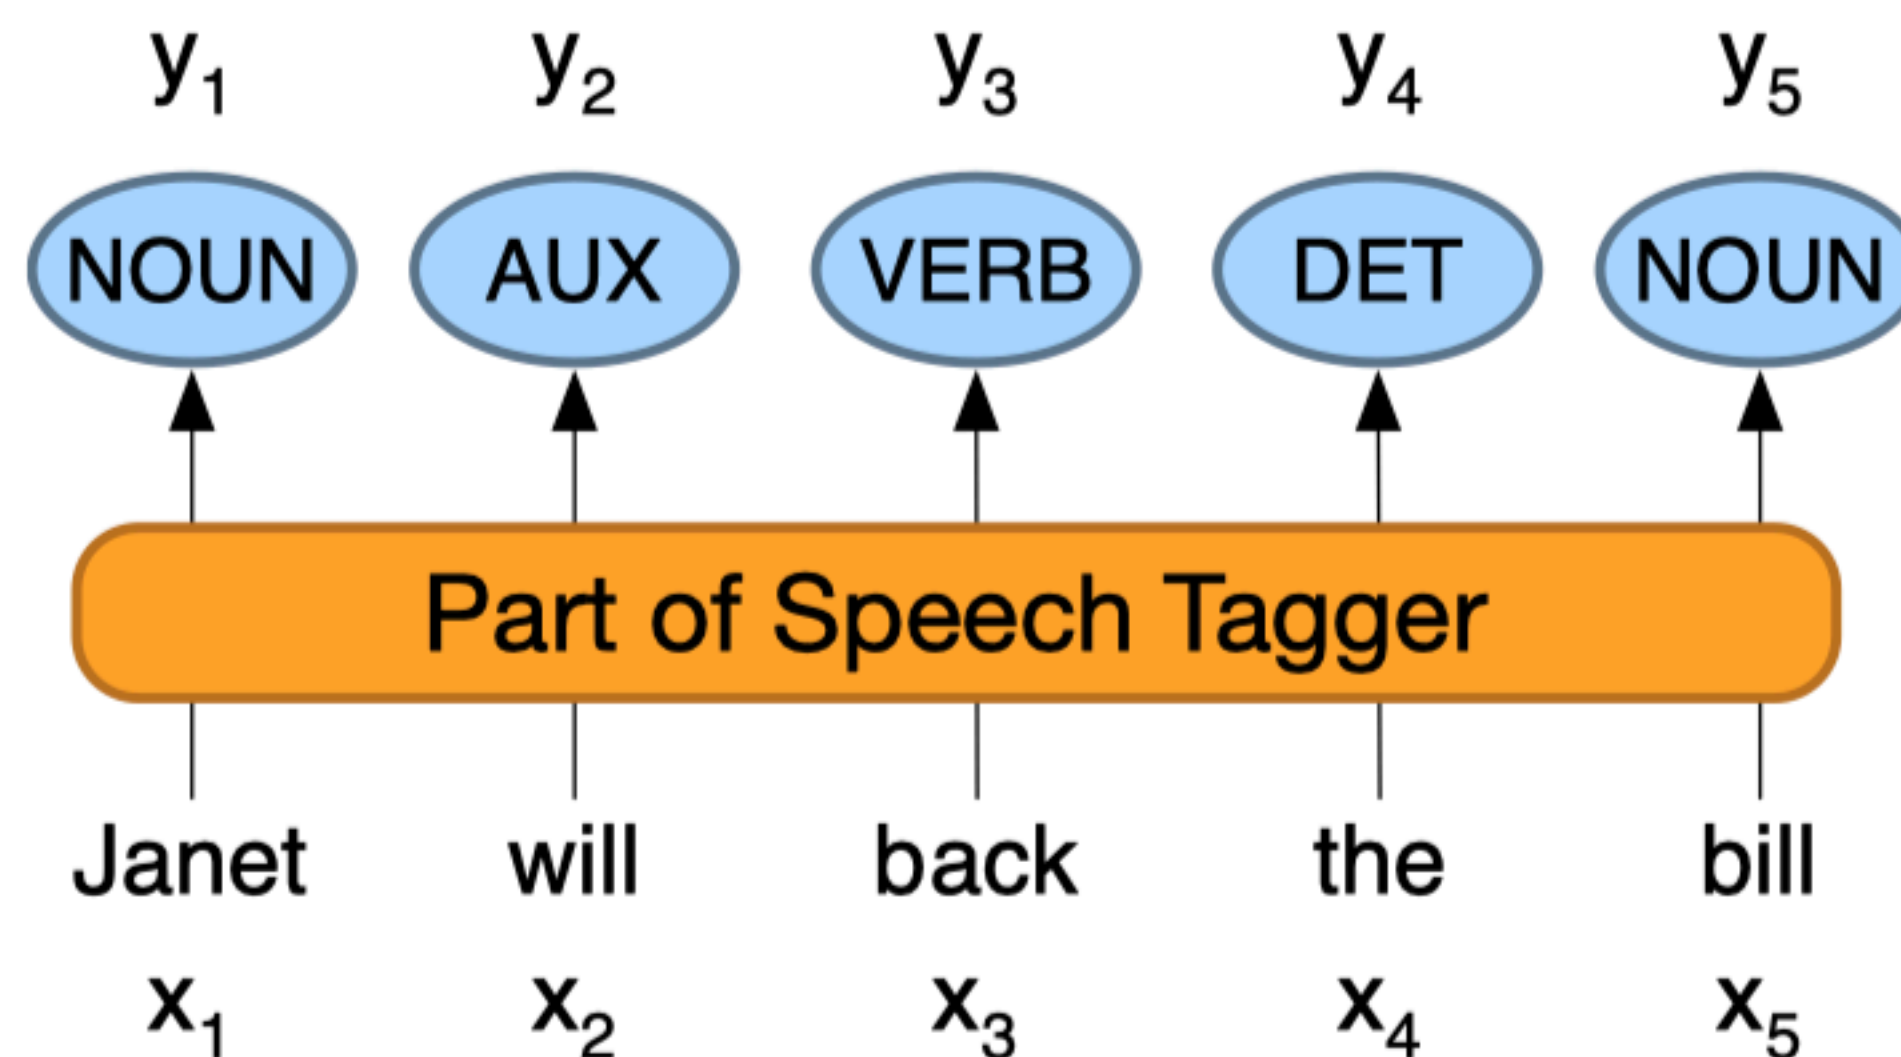 y1 y2 y3 y4 y5
NOUN AUX VERB DET NOUN
Part of Speech Tagger
Janet will back the bill
x1 x2 x3 x4 x5